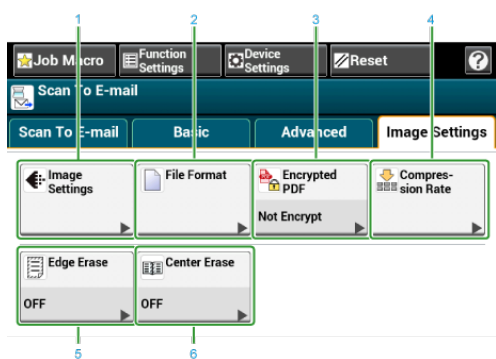 1 2 3 4
Job Macro
Function
Settings
Device
Settings
Reset
?
Scan To E-mail
Scan To E-mail Basic Advanced Image Settings
Image
Settings
File Format
Encrypted
PDF
Not Encrypt
Compres-
sion Rate
Edge Erase
OFF
Center Erase
OFF
5 6